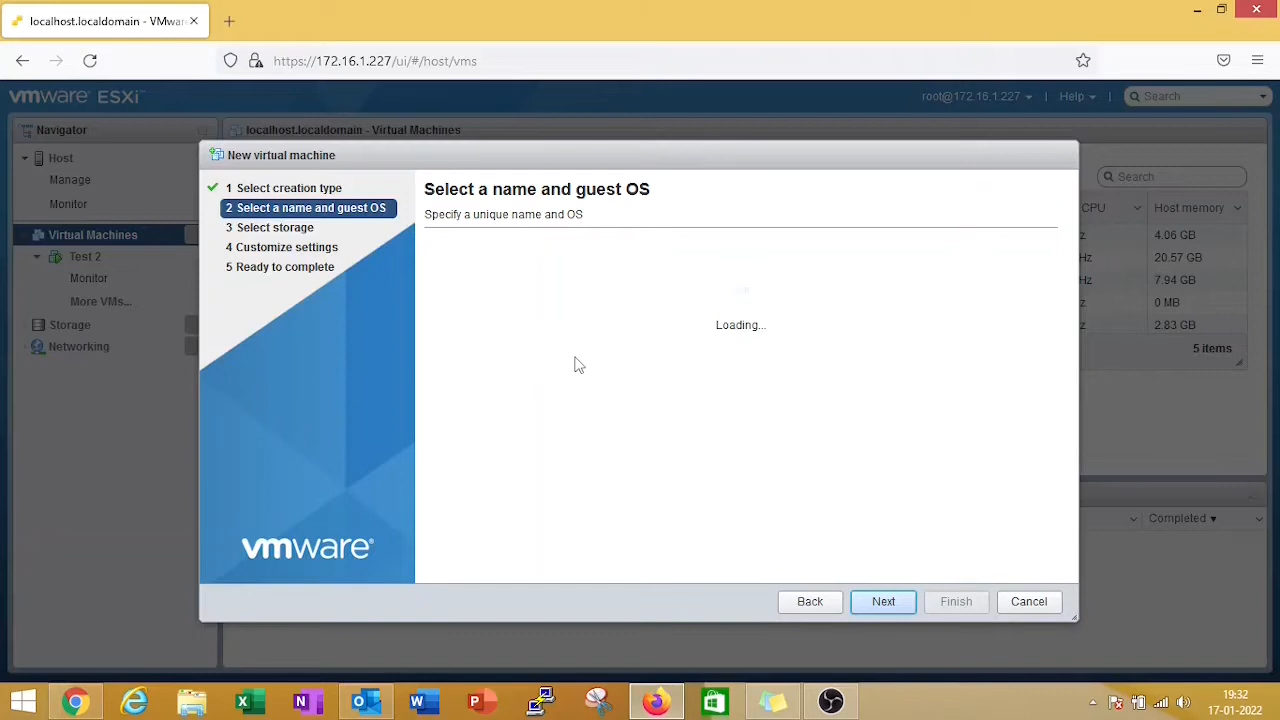 localhost.localdomain - VMwar
https://172.16.1.227/ui/#/host/vms
vmware ESXi
root@172.16.1.227
Help
Search
Navigator
localhost.localdomain - Virtual Machines
Host
Manage
Monitor
Virtual Machines
Test 2
Monitor
More VMs...
Storage
Networking
Search
CPU
Host memory
z
4.06 GB
Hz
20.57 GB
Hz
7.94 GB
z
0 MB
z
2.83 GB
5 items
Completed
New virtual machine
1 Select creation type
2 Select a name and guest OS
3 Select storage
4 Customize settings
5 Ready to complete
vmware
Select a name and guest OS
Specify a unique name and OS
Loading...
Back
Next
Finish
Cancel
19:32
17-01-2022